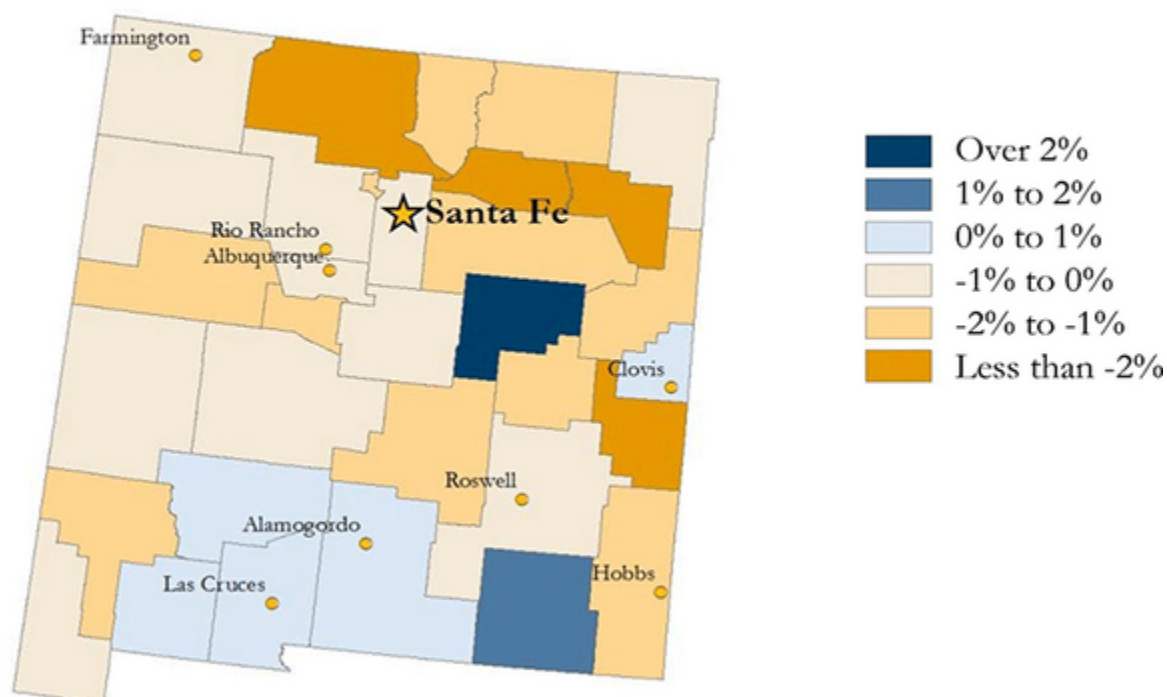 Farmington
Santa Fe
Rio Rancho
Albuquerque
Clovis
Roswell
Alamogordo
Las Cruces
Hobbs
Over 2%
1% to 2%
0% to 1%
-1% to 0%
-2% to -1%
Less than -2%